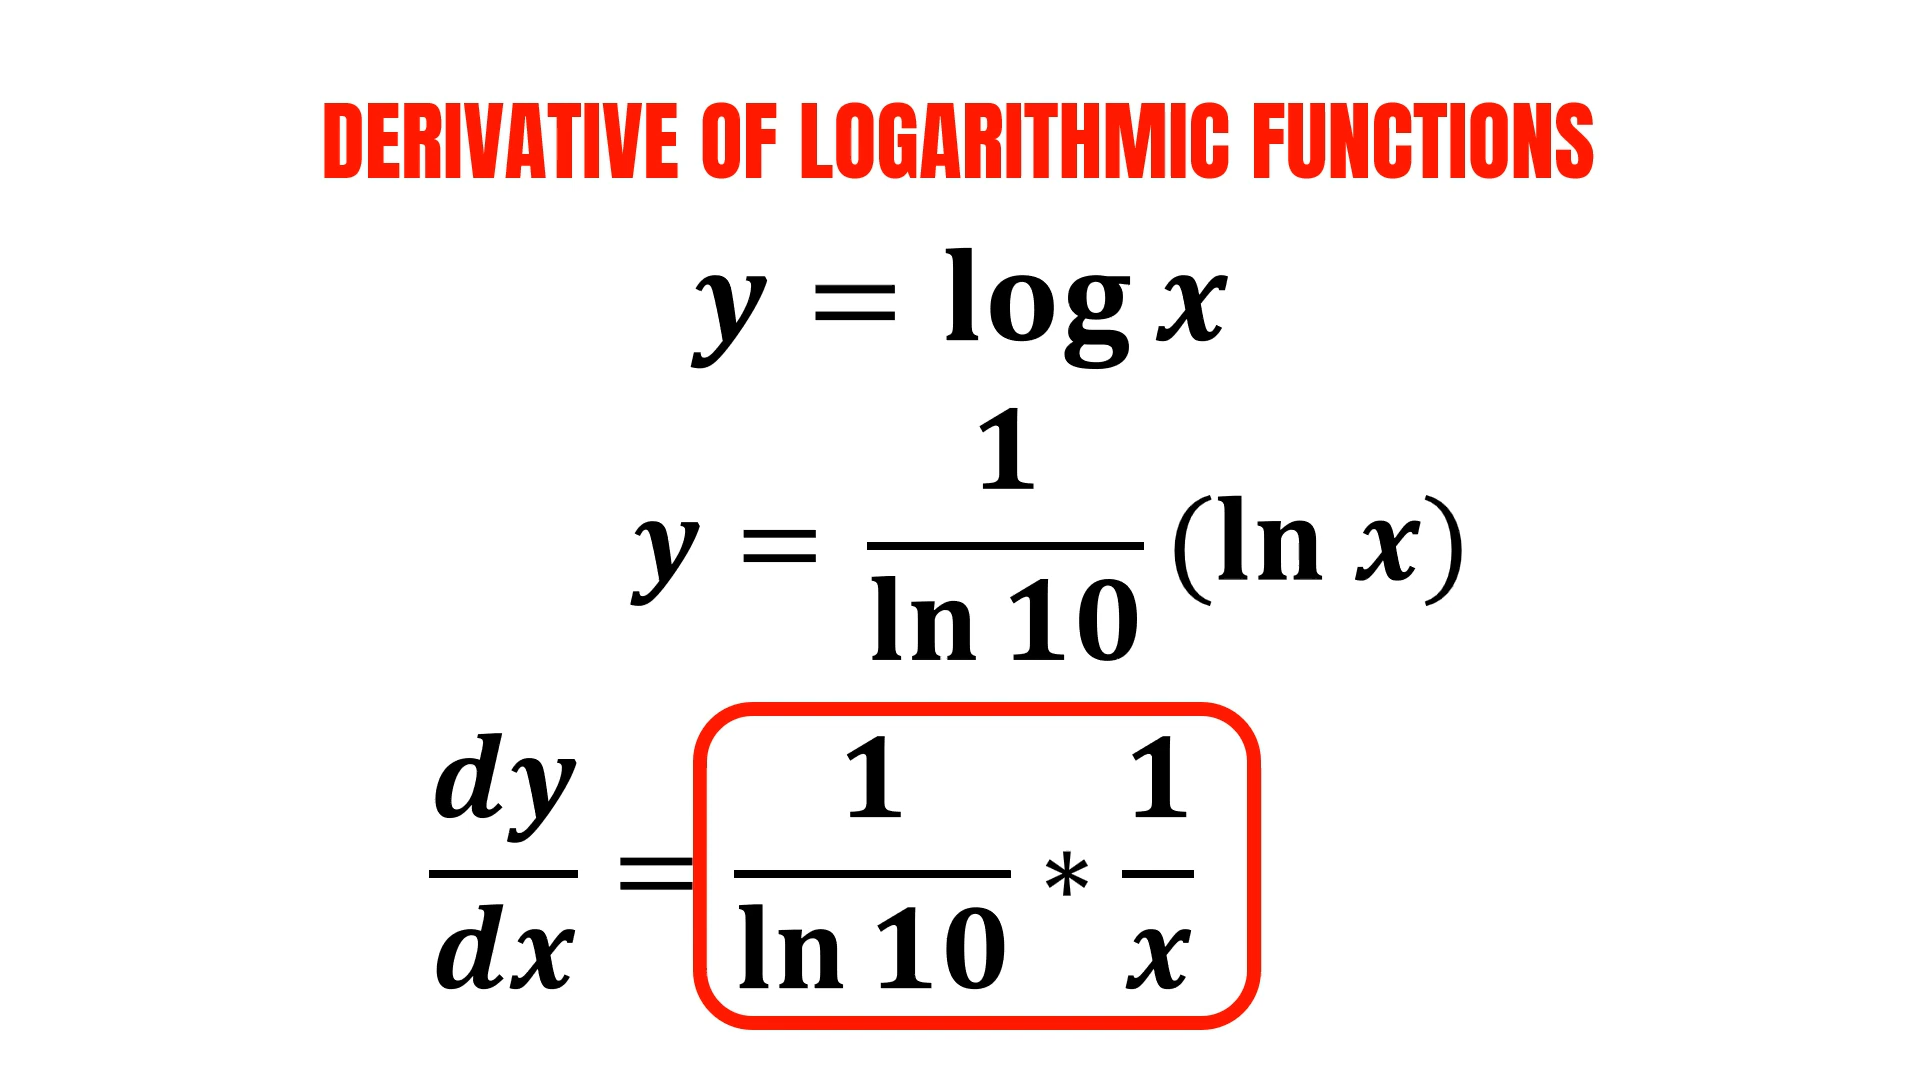 DERIVATIVE OF LOGARITHMIC FUNCTIONS
y = log x
y = 1/ln 10 (ln x)
dy/dx = 1/ln 10 * 1/x